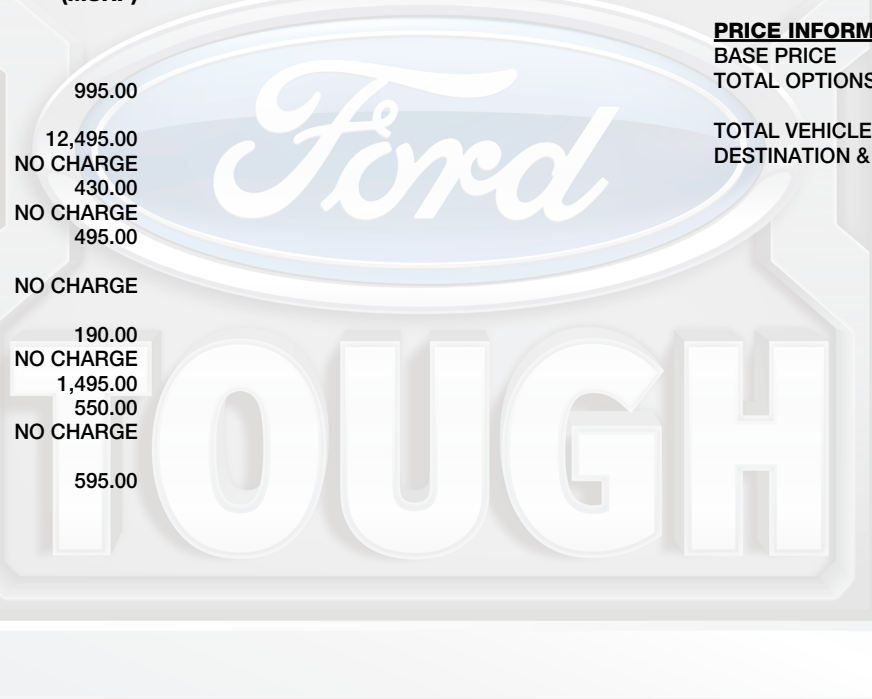 995.00
12,495.00
NO CHARGE
430.00
NO CHARGE
495.00
NO CHARGE
190.00
NO CHARGE
1,495.00
550.00
NO CHARGE
595.00
PRICE
BASE PRICE
TOTAL OPTIONS
TOTAL VEHICLE
DESTINATION &
Ford
TOUGH